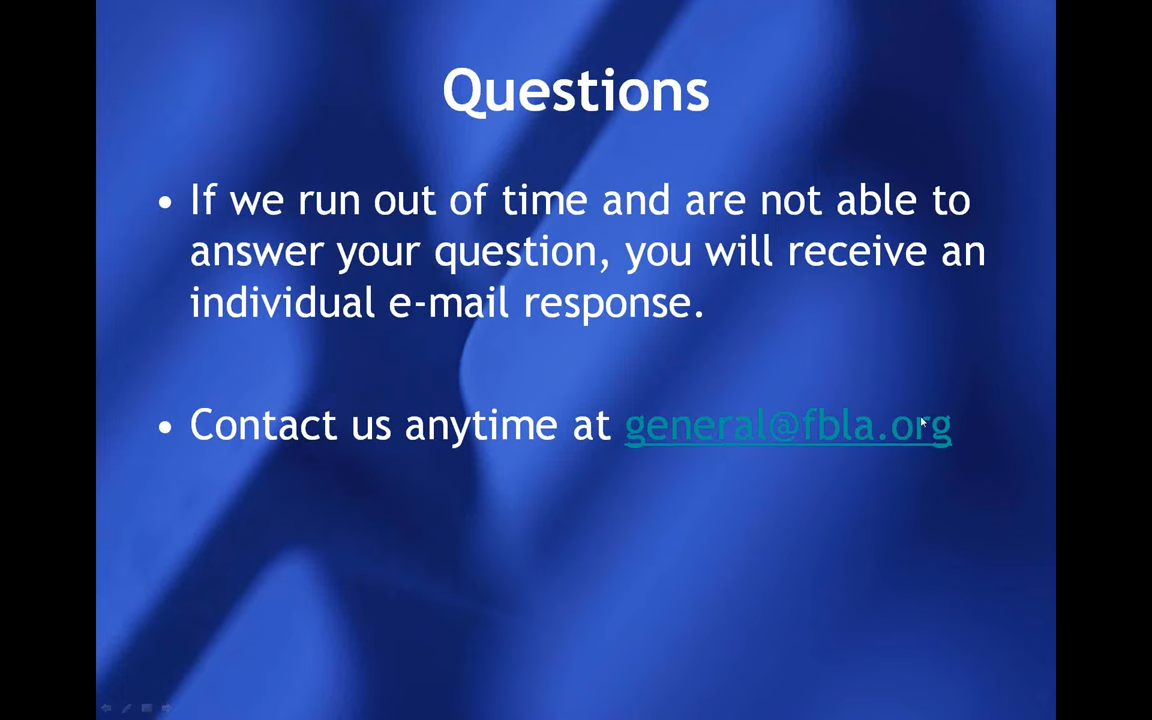 Questions
• If we run out of time and are not able to
answer your question, you will receive an
individual e-mail response.
• Contact us anytime at general@fbla.org